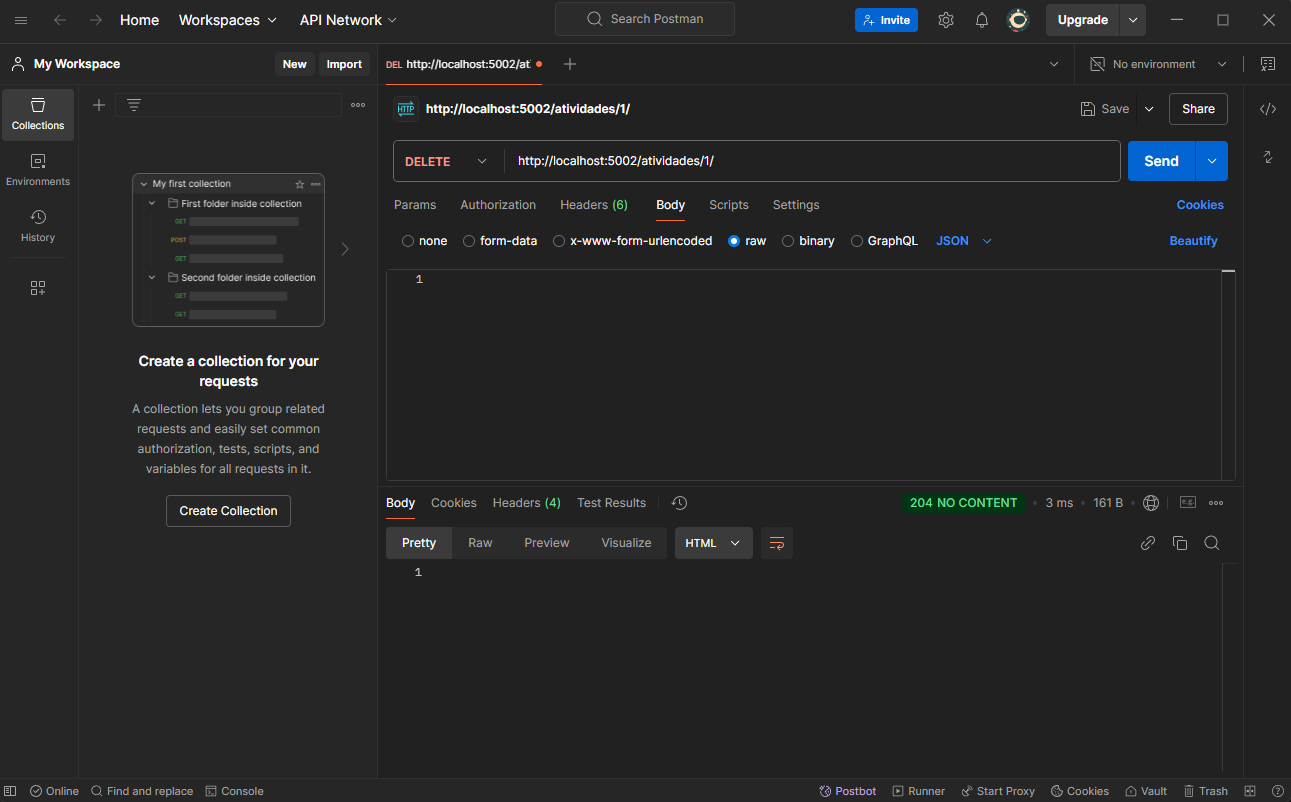 Home Workspaces API Network Search Postman Invite Upgrade
My Workspace New Import DEL http://localhost:5002/at No environment
Collections
Environments
History
My first collection
First folder inside collection
GET
POST
GET
Second folder inside collection
GET
GET
Create a collection for your
requests
A collection lets you group related
requests and easily set common
authorization, tests, scripts, and
variables for all requests in it.
Create Collection
HTTP http://localhost:5002/atividades/1/ Save Share
DELETE http://localhost:5002/atividades/1/ Send
Params Authorization Headers (6) Body Scripts Settings Cookies
none form-data x-www-form-urlencoded raw binary GraphQL JSON Beautify
1
Body Cookies Headers (4) Test Results 204 NO CONTENT 3 ms 161 B e.g.
Pretty Raw Preview Visualize HTML
1
Online Find and replace Console Postbot Runner Start Proxy Cookies Vault Trash